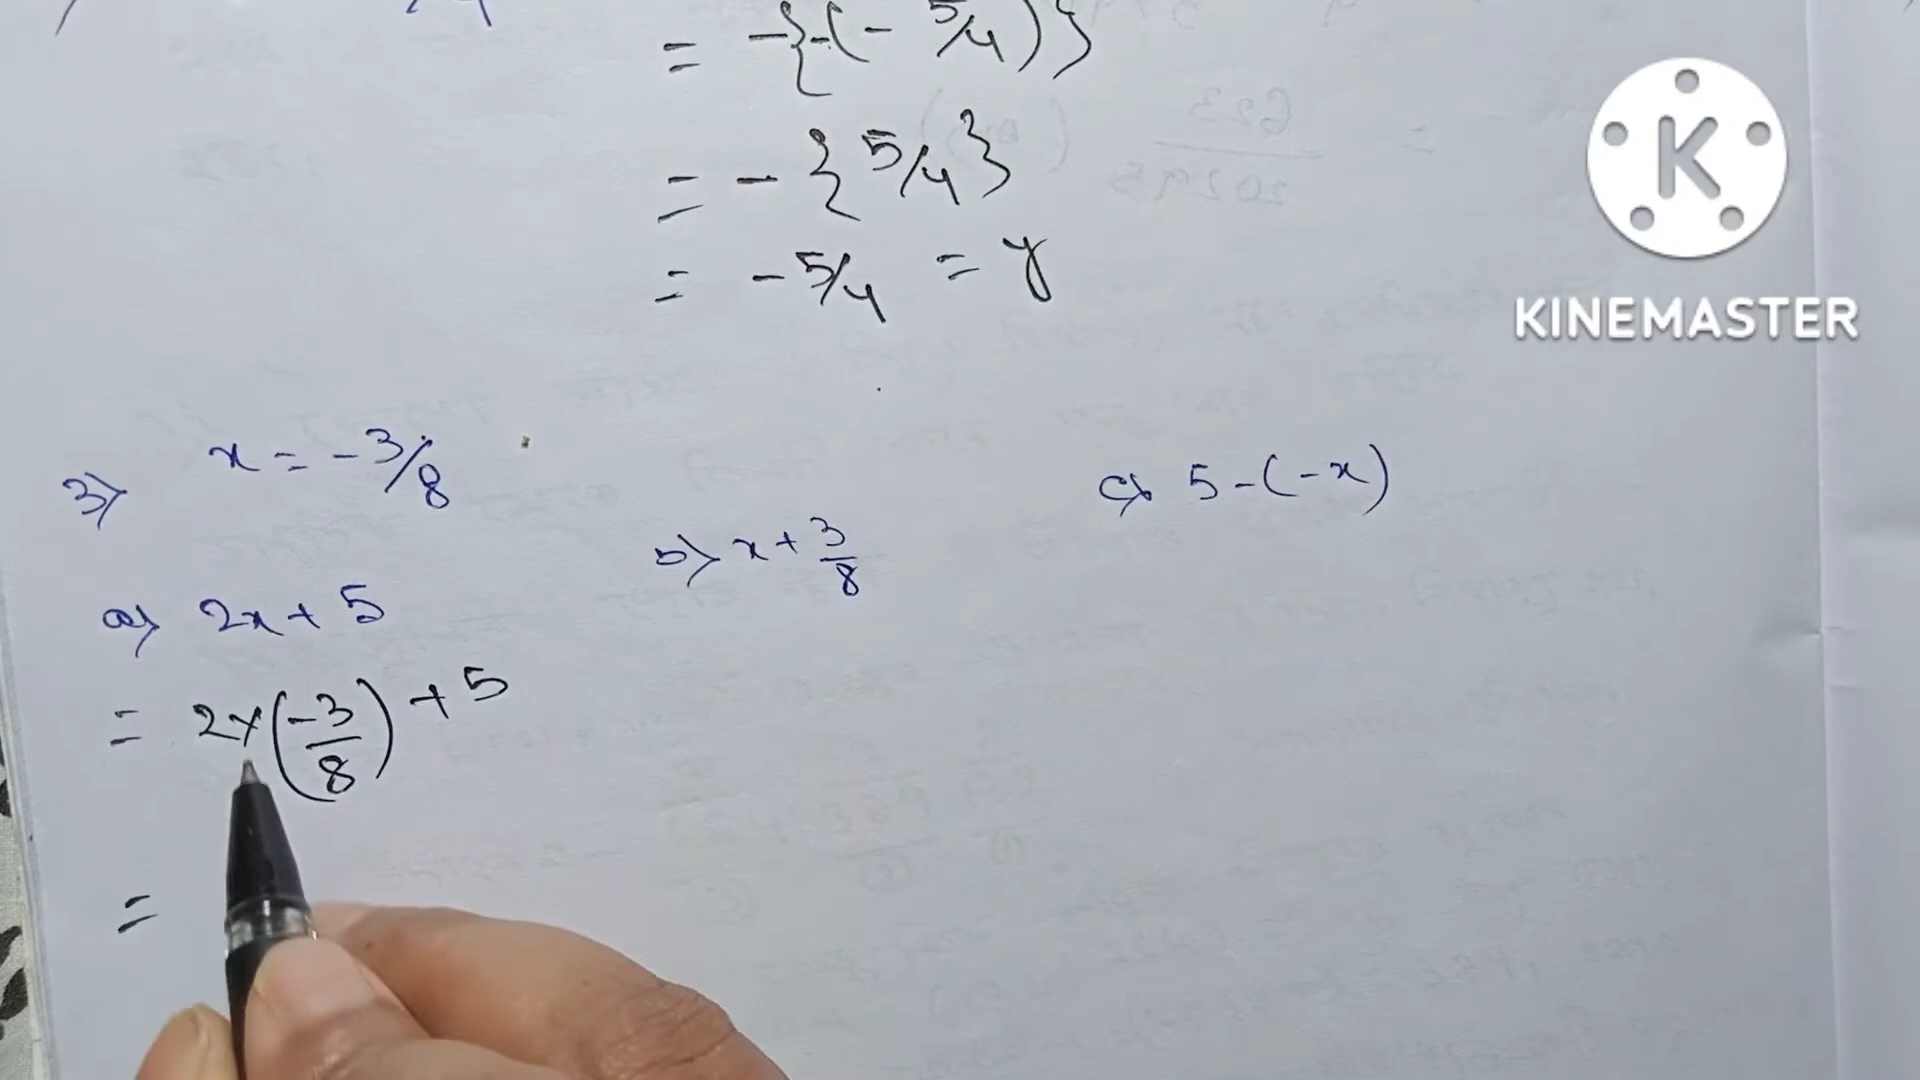 = -{-(- 5/4)}
= - {5/4}
= - 5/4 = y
KINEMASTER
3) x = - 3/8
a) 2x + 5
b) x + 3/8
c) 5 - (-x)
= 2 × (-3/8) + 5
=